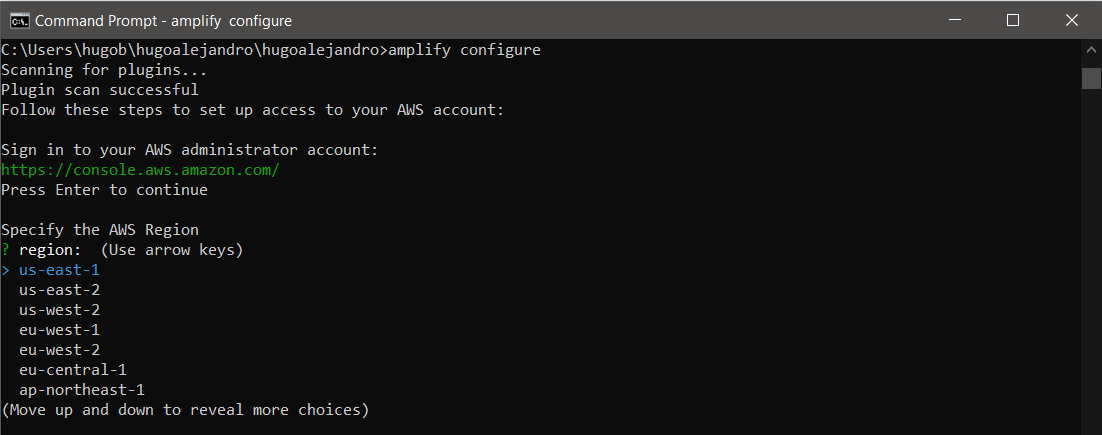 Command Prompt - amplify  configure
C:\Users\hugob\hugoalejandro\hugoalejandro>amplify configure
Scanning for plugins...
Plugin scan successful
Follow these steps to set up access to your AWS account:
Sign in to your AWS administrator account:
https://console.aws.amazon.com/
Press Enter to continue
Specify the AWS Region
? region:  (Use arrow keys)
> us-east-1
  us-east-2
  us-west-2
  eu-west-1
  eu-west-2
  eu-central-1
  ap-northeast-1
(Move up and down to reveal more choices)